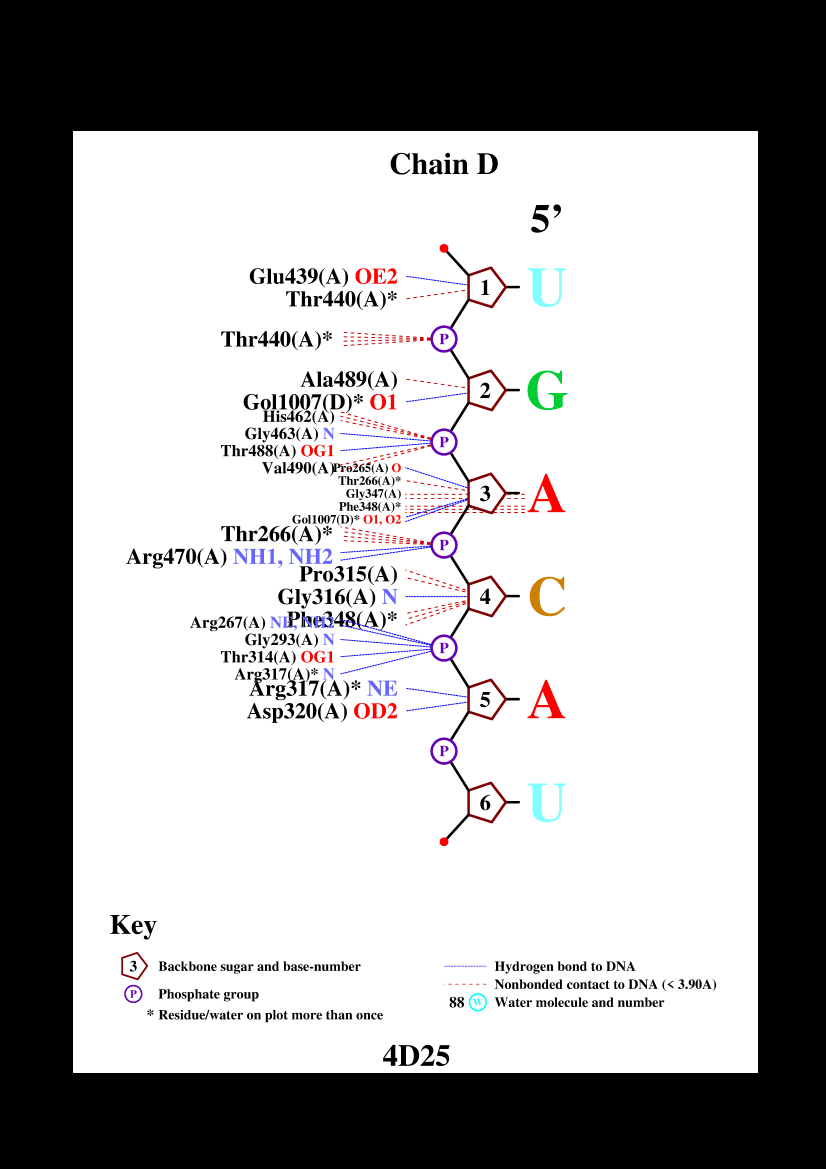 Chain D
5’
Glu439(A) OE2
1 U
Thr440(A)*
Thr440(A)* P
Ala489(A)
2 G
Gol1007(D)* O1
His462(A)
Gly463(A) N
P
Thr488(A) OG1
Val490(A)
Pro265(A) O
Thr266(A)*
Gly347(A)
3 A
Phe348(A)*
Gol1007(D)* O1, O2
Thr266(A)*
P
Arg470(A) NH1, NH2
Pro315(A)
Gly316(A) N
4 C
Phe348(A)*
Arg267(A) NE, NH2
Gly293(A) N
P
Thr314(A) OG1
Arg317(A)* N
Arg317(A)* NE
5 A
Asp320(A) OD2
P
6 U
Key
3 Backbone sugar and base-number
P Phosphate group
* Residue/water on plot more than once
Hydrogen bond to DNA
Nonbonded contact to DNA (< 3.90A)
88 W Water molecule and number
4D25